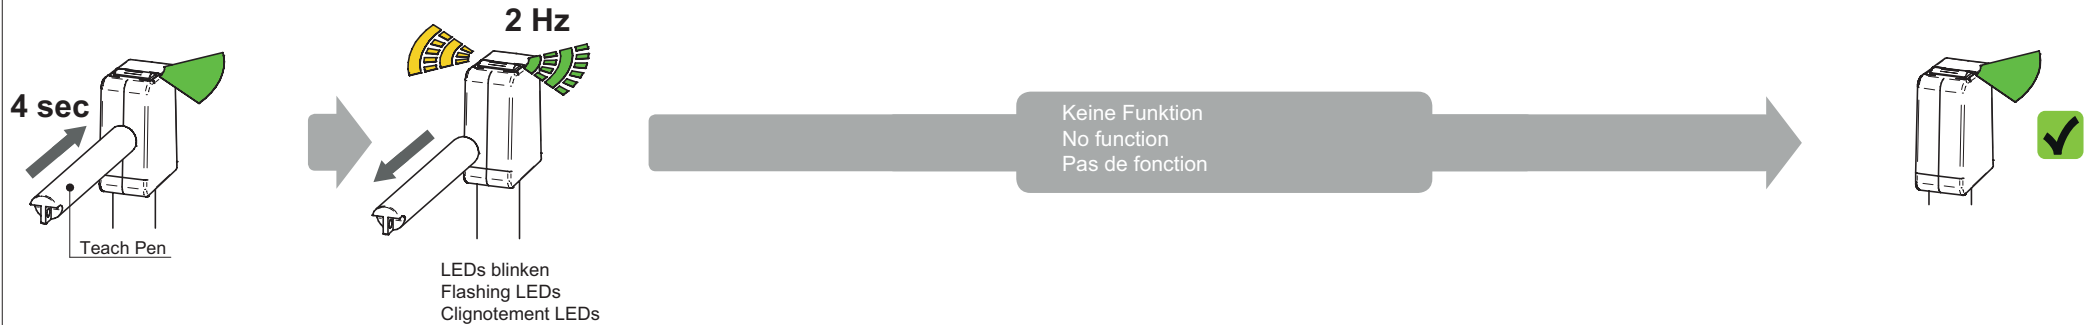 4 sec
Teach Pen
2 Hz
LEDs blinken
Flashing LEDs
Clignotement LEDs
Keine Funktion
No function
Pas de fonction